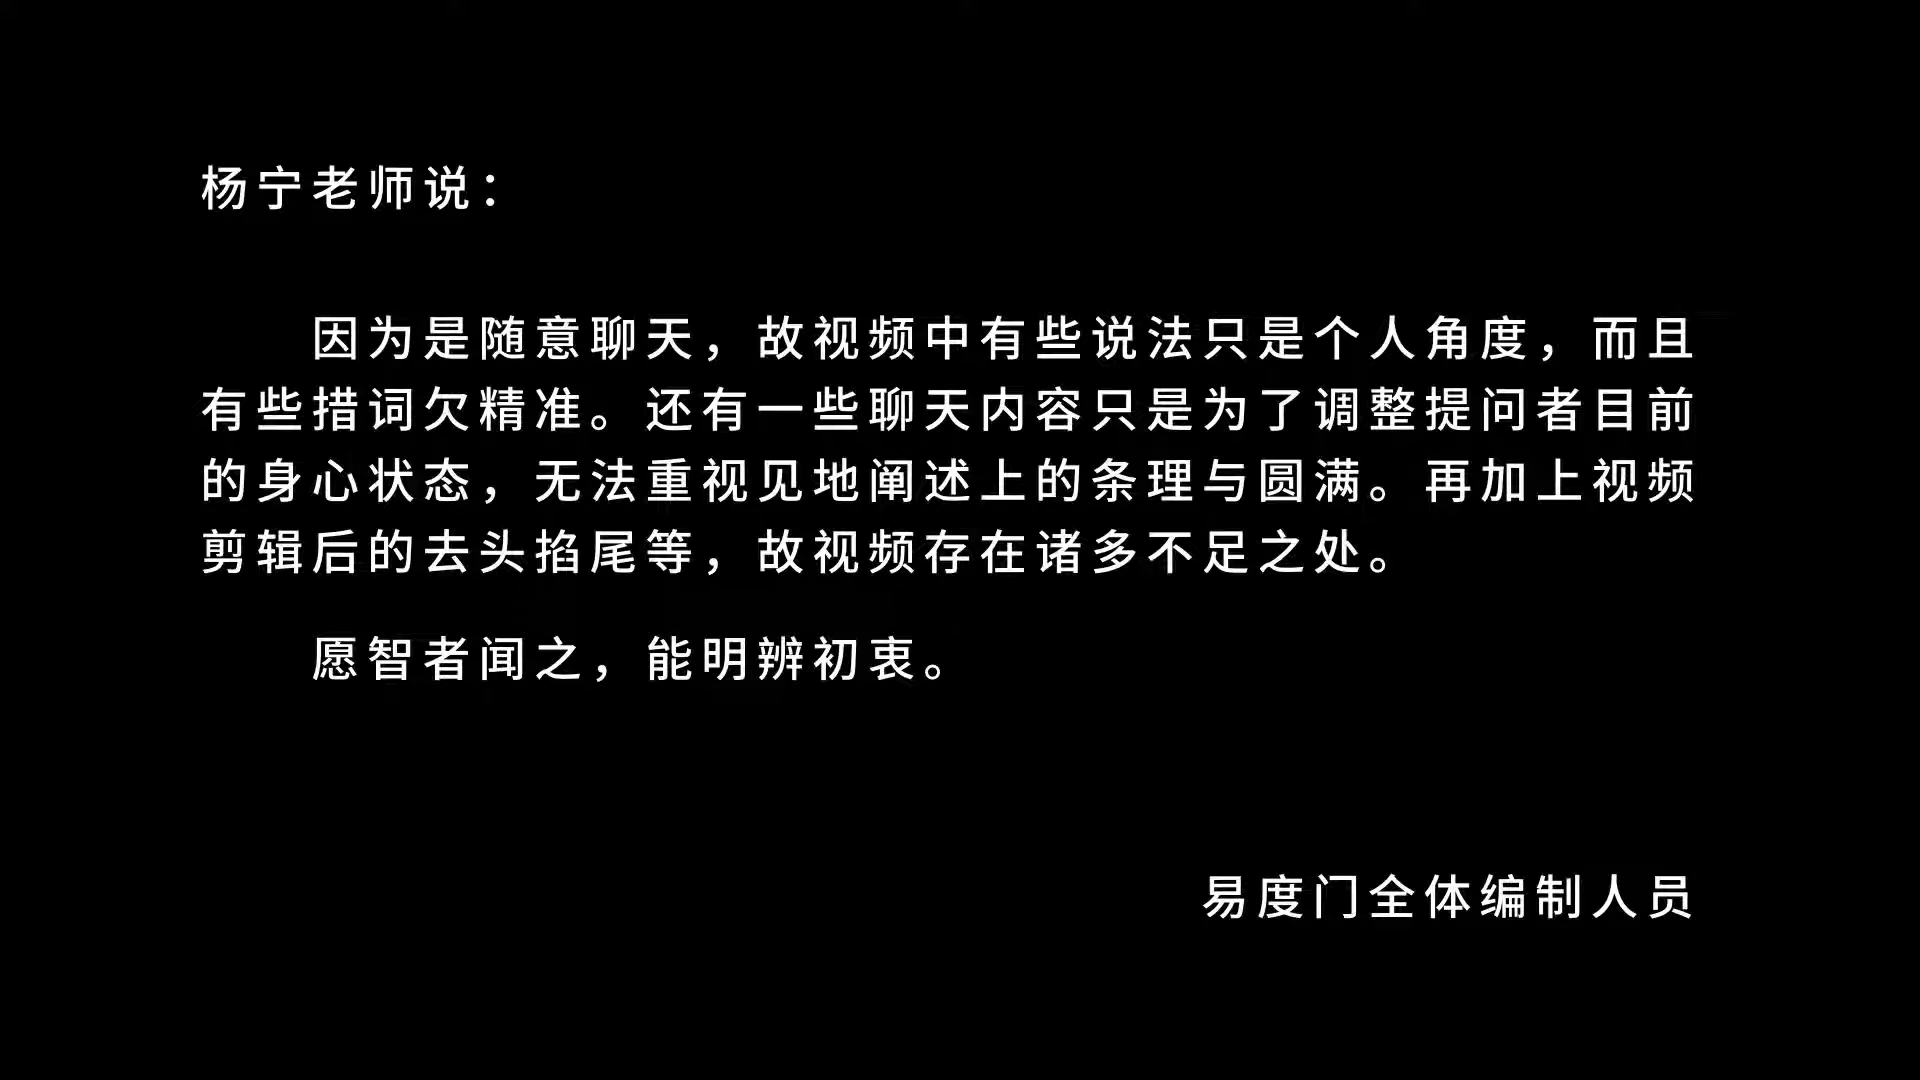 杨宁老师说：
因为是随意聊天，故视频中有些说法只是个人角度，而且
有些措词欠精准。还有一些聊天内容只是为了调整提问者目前
的身心状态，无法重视见地阐述上的条理与圆满。再加上视频
剪辑后的去头掐尾等，故视频存在诸多不足之处。
愿智者闻之，能明辨初衷。
易度门全体编制人员